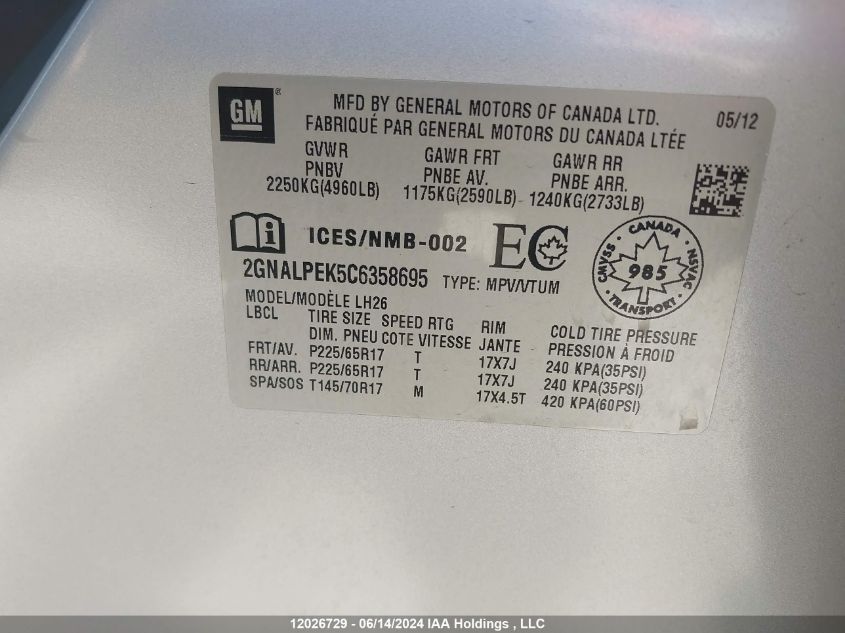 GM ®
MFD BY GENERAL MOTORS OF CANADA LTD. 05/12
FABRIQUÉ PAR GENERAL MOTORS DU CANADA LTÉE
GVWR GAWR FRT GAWR RR
PNBV PNBE AV. PNBE ARR.
2250KG(4960LB) 1175KG(2590LB) 1240KG(2733LB)
i ICES/NMB-002 EC
CANADA
CMVSS 985 NSVAC
TRANSPORT
2GNALPEK5C6358695 TYPE: MPV/VTUM
MODEL/MODÈLE LH26
LBCL TIRE SIZE SPEED RTG RIM COLD TIRE PRESSURE
DIM. PNEU COTE VITESSE JANTE PRESSION À FROID
FRT/AV. P225/65R17 T 17X7J 240 KPA(35PSI)
RR/ARR. P225/65R17 T 17X7J 240 KPA(35PSI)
SPA/SOS T145/70R17 M 17X4.5T 420 KPA(60PSI)
12026729 - 06/14/2024 IAA Holdings , LLC